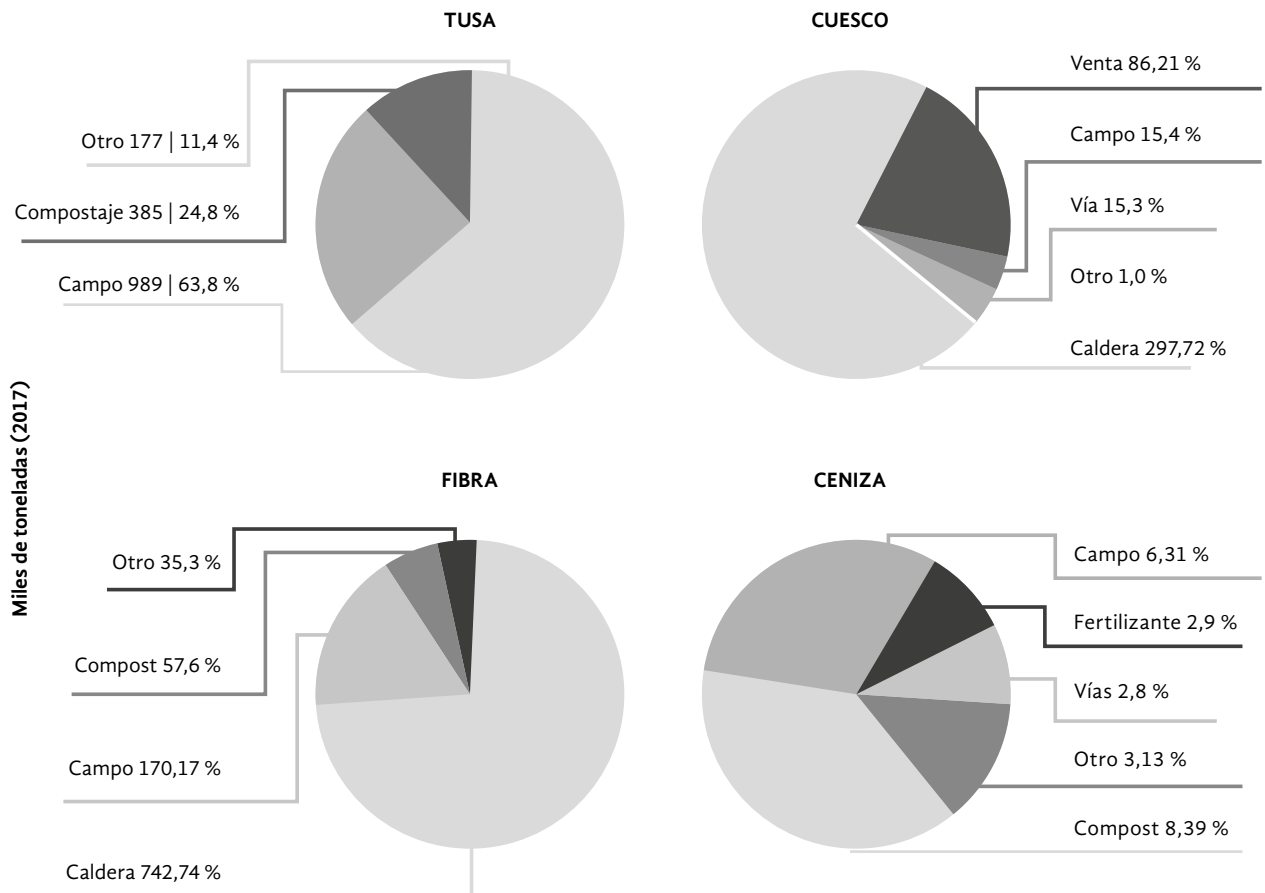 TUSA
Otro 177 | 11,4 %
Compostaje 385 | 24,8 %
Campo 989 | 63,8 %
CUESCO
Venta 86,21 %
Campo 15,4 %
Vía 15,3 %
Otro 1,0 %
Caldera 297,72 %
Miles de toneladas (2017)
FIBRA
Otro 35,3 %
Compost 57,6 %
Campo 170,17 %
Caldera 742,74 %
CENIZA
Campo 6,31 %
Fertilizante 2,9 %
Vías 2,8 %
Otro 3,13 %
Compost 8,39 %